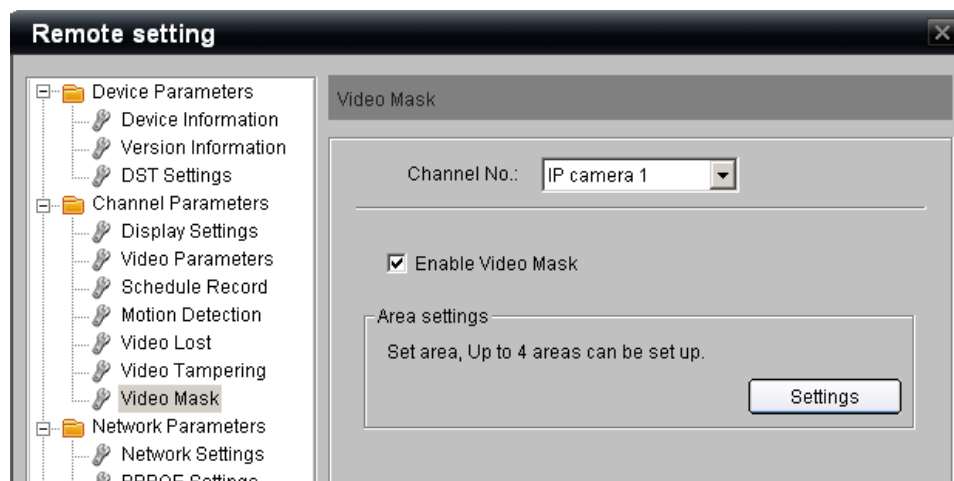 Remote setting
Device Parameters
Device Information
Version Information
DST Settings
Channel Parameters
Display Settings
Video Parameters
Schedule Record
Motion Detection
Video Lost
Video Tampering
Video Mask
Network Parameters
Network Settings
PPPOE Settings
Video Mask
Channel No.: IP camera 1
Enable Video Mask
Area settings
Set area, Up to 4 areas can be set up.
Settings